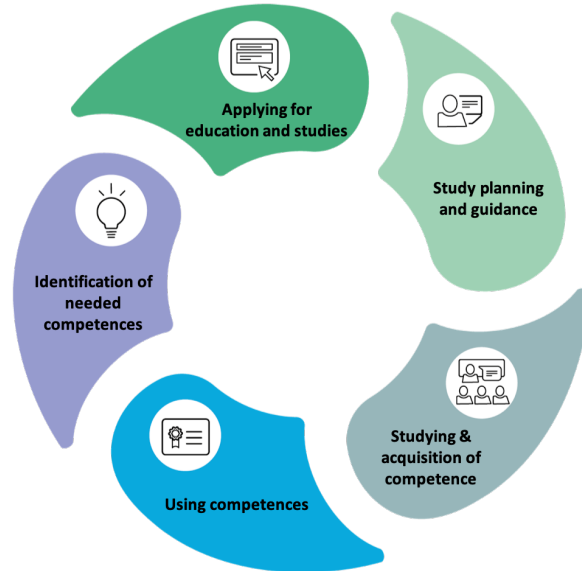 Applying for
education and studies
Study planning
and guidance
Identification of
needed
competences
Studying &
acquisition of
competence
Using competences